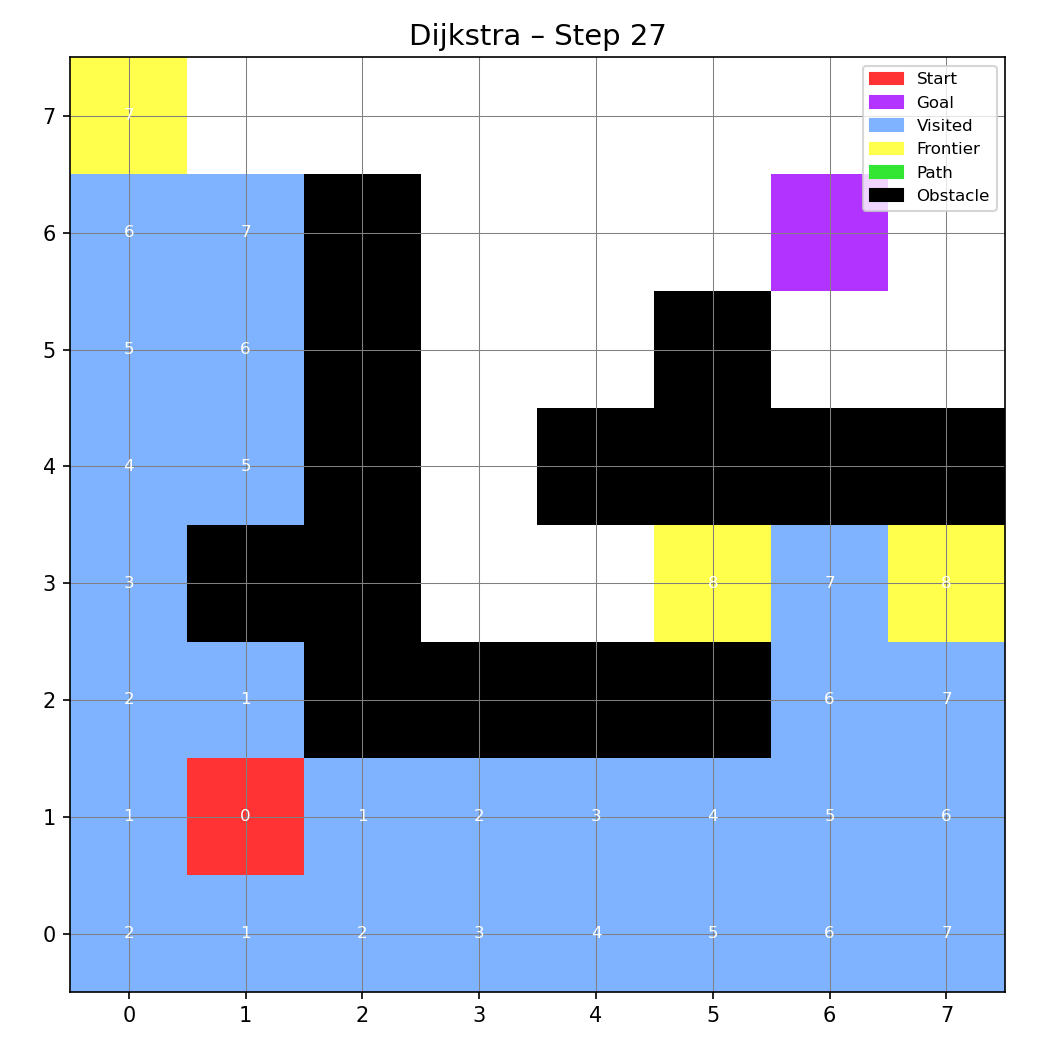 Dijkstra – Step 27
Start
Goal
Visited
Frontier
Path
Obstacle
7 7
6 6 7
5 5 6
4 4 5
3 3 8 7 8
2 2 1 6 7
1 1 0 1 2 3 4 5 6
0 2 1 2 3 4 5 6 7
0 1 2 3 4 5 6 7